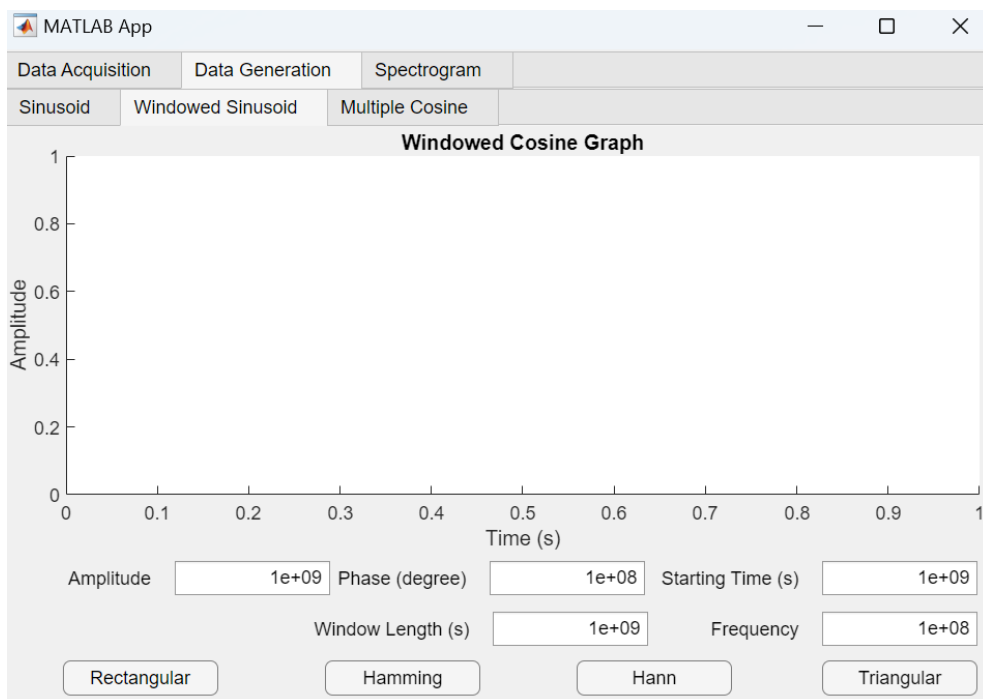 MATLAB App
Data Acquisition Data Generation Spectrogram
Sinusoid Windowed Sinusoid Multiple Cosine
Windowed Cosine Graph
1
0.8
0.6
0.4
0.2
0
Amplitude
0 0.1 0.2 0.3 0.4 0.5 0.6 0.7 0.8 0.9 1
Time (s)
Amplitude 1e+09 Phase (degree) 1e+08 Starting Time (s) 1e+09
Window Length (s) 1e+09 Frequency 1e+08
Rectangular Hamming Hann Triangular